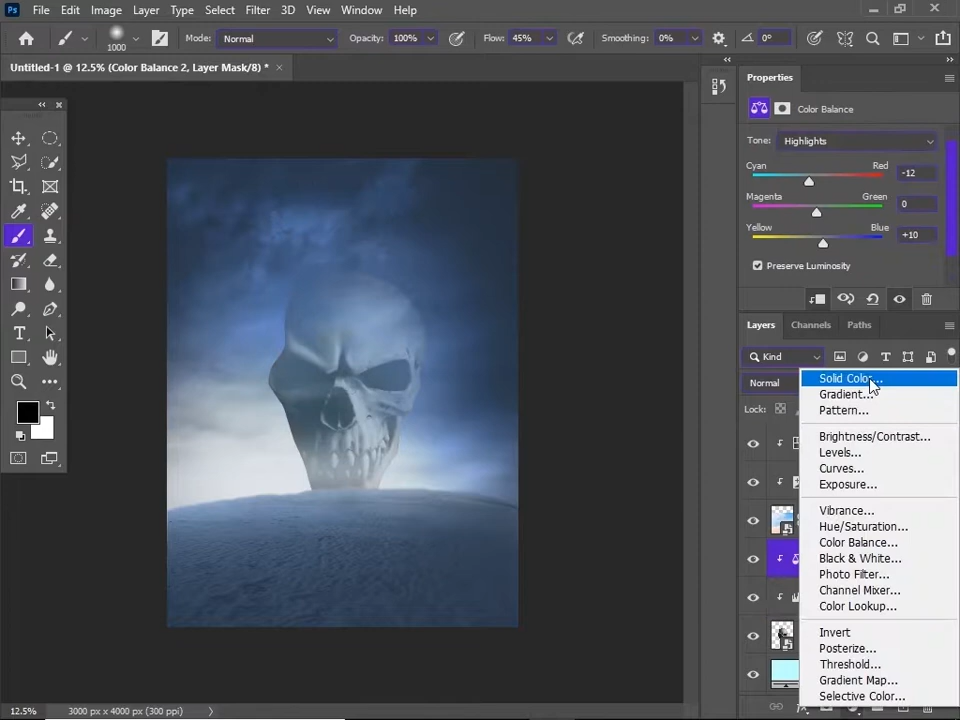 Ps File Edit Image Layer Type Select Filter 3D View Window Help
1000 Mode: Normal Opacity: 100% Flow: 45% Smoothing: 0% 0°
Untitled-1 @ 12.5% (Color Balance 2, Layer Mask/8) * ×
Properties
Color Balance
Tone: Highlights
Cyan Red -12
Magenta Green 0
Yellow Blue +10
Preserve Luminosity
Layers Channels Paths
Kind
Normal
Lock:
Solid Color...
Gradient...
Pattern...
Brightness/Contrast...
Levels...
Curves...
Exposure...
Vibrance...
Hue/Saturation...
Color Balance...
Black & White...
Photo Filter...
Channel Mixer...
Color Lookup...
Invert
Posterize...
Threshold...
Gradient Map...
Selective Color...
12.5% 3000 px x 4000 px (300 ppi)